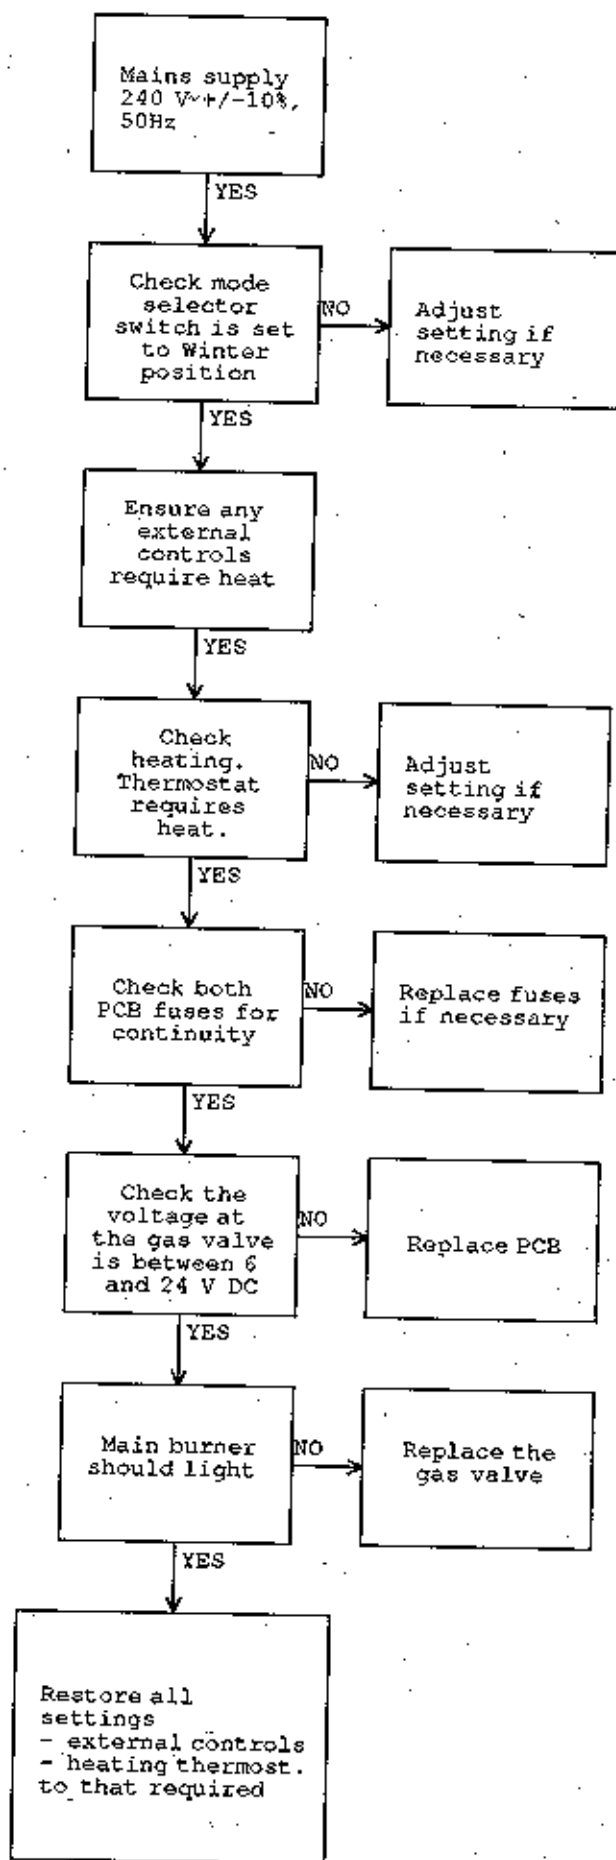 Mains supply
240 V~+/-10%,
50Hz
YES
Check mode
selector
switch is set
to Winter
position
NO
Adjust
setting if
necessary
YES
Ensure any
external
controls
require heat
YES
Check
heating.
Thermostat
requires
heat.
NO
Adjust
setting if
necessary
YES
Check both
PCB fuses for
continuity
NO
Replace fuses
if necessary
YES
Check the
voltage at
the gas valve
is between 6
and 24 V DC
NO
Replace PCB
YES
Main burner
should light
NO
Replace the
gas valve
YES
Restore all
settings
- external controls
- heating thermost.
to that required